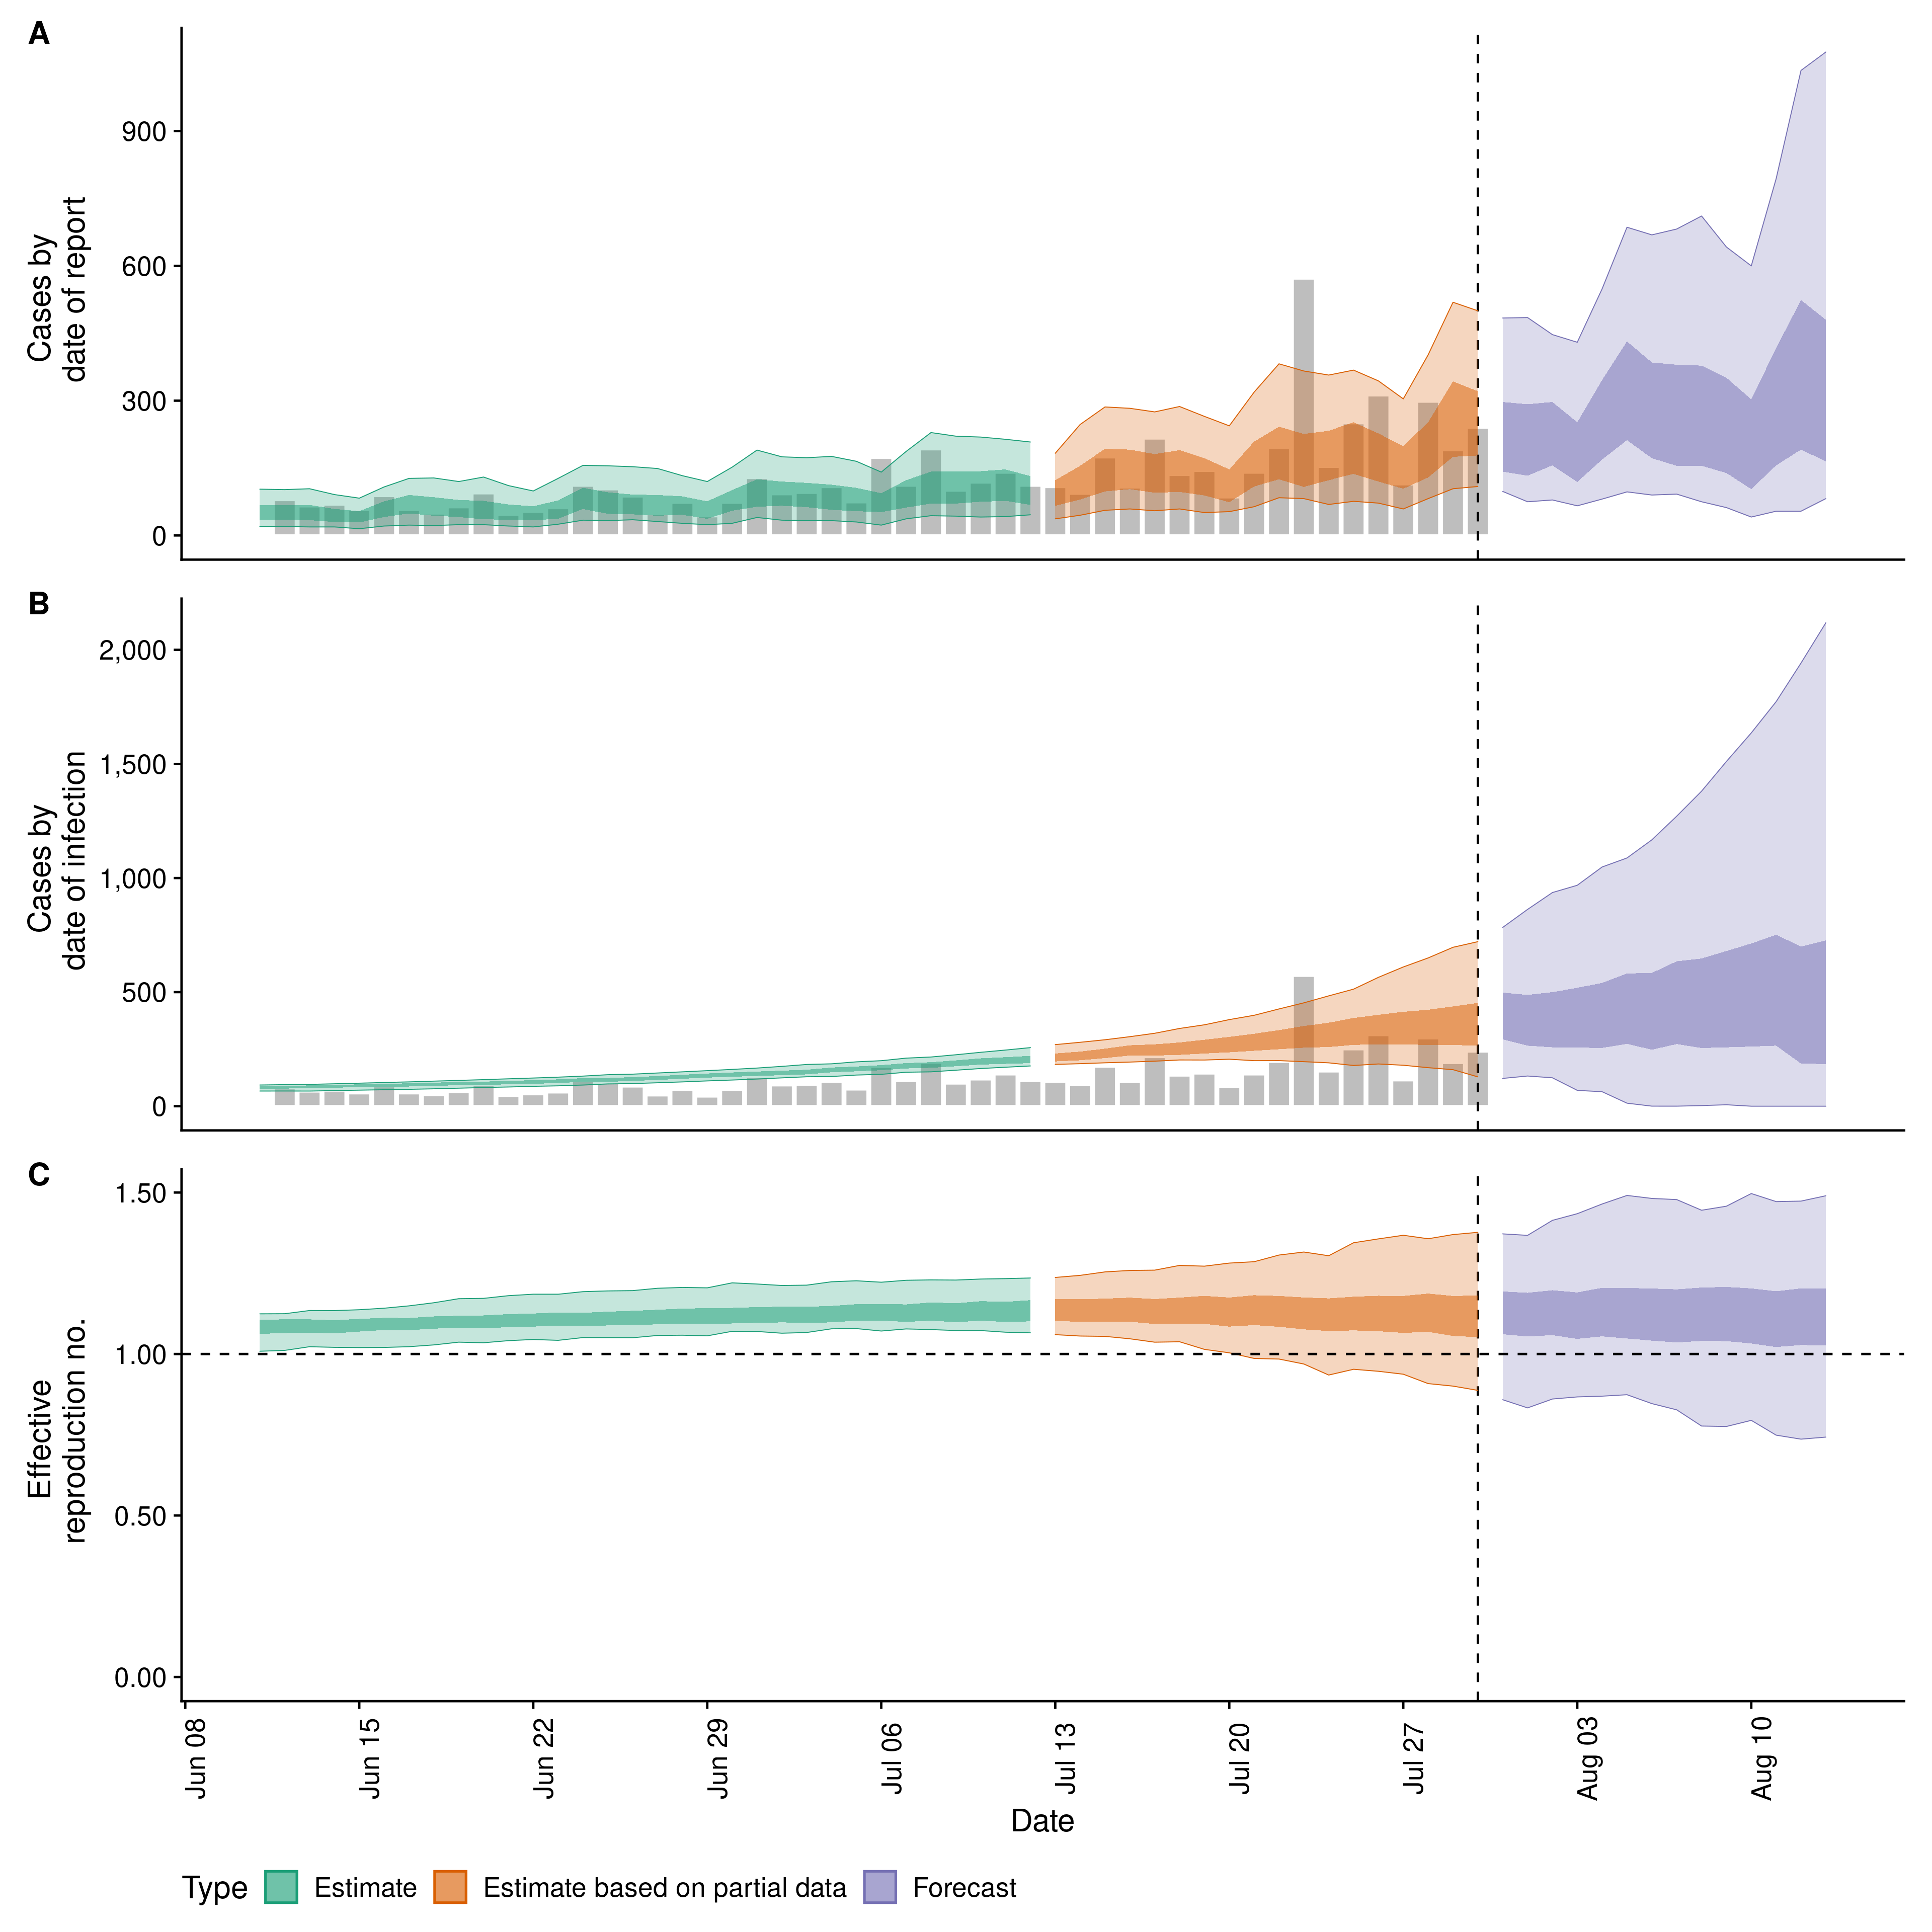 A
900
600
300
0
Cases by
date of report
B
2,000
1,500
1,000
500
0
Cases by
date of infection
C
1.50
1.00
0.50
0.00
Effective
reproduction no.
Jun 08
Jun 15
Jun 22
Jun 29
Jul 06
Jul 13
Jul 20
Jul 27
Aug 03
Aug 10
Date
Type Estimate Estimate based on partial data Forecast